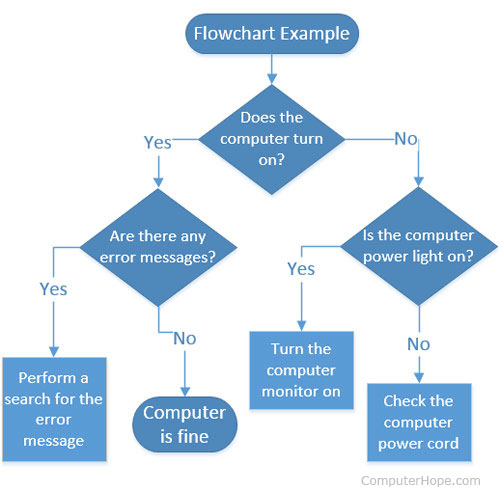 Flowchart Example
Does the
computer turn
on?
Yes
No
Are there any
error messages?
Is the computer
power light on?
Yes
No
Yes
No
Perform a
search for the
error
message
Computer
is fine
Turn the
computer
monitor on
Check the
computer
power cord
ComputerHope.com